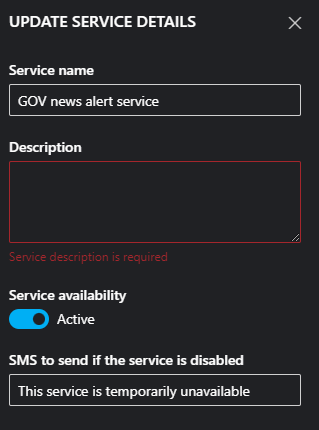 UPDATE SERVICE DETAILS
Service name
GOV news alert service
Description
Service description is required
Service availability
Active
SMS to send if the service is disabled
This service is temporarily unavailable